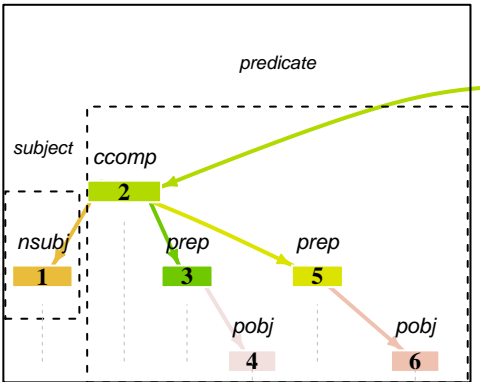 predicate
subject
ccomp
2
nsubj prep prep
1 3 5
pobj pobj
4 6